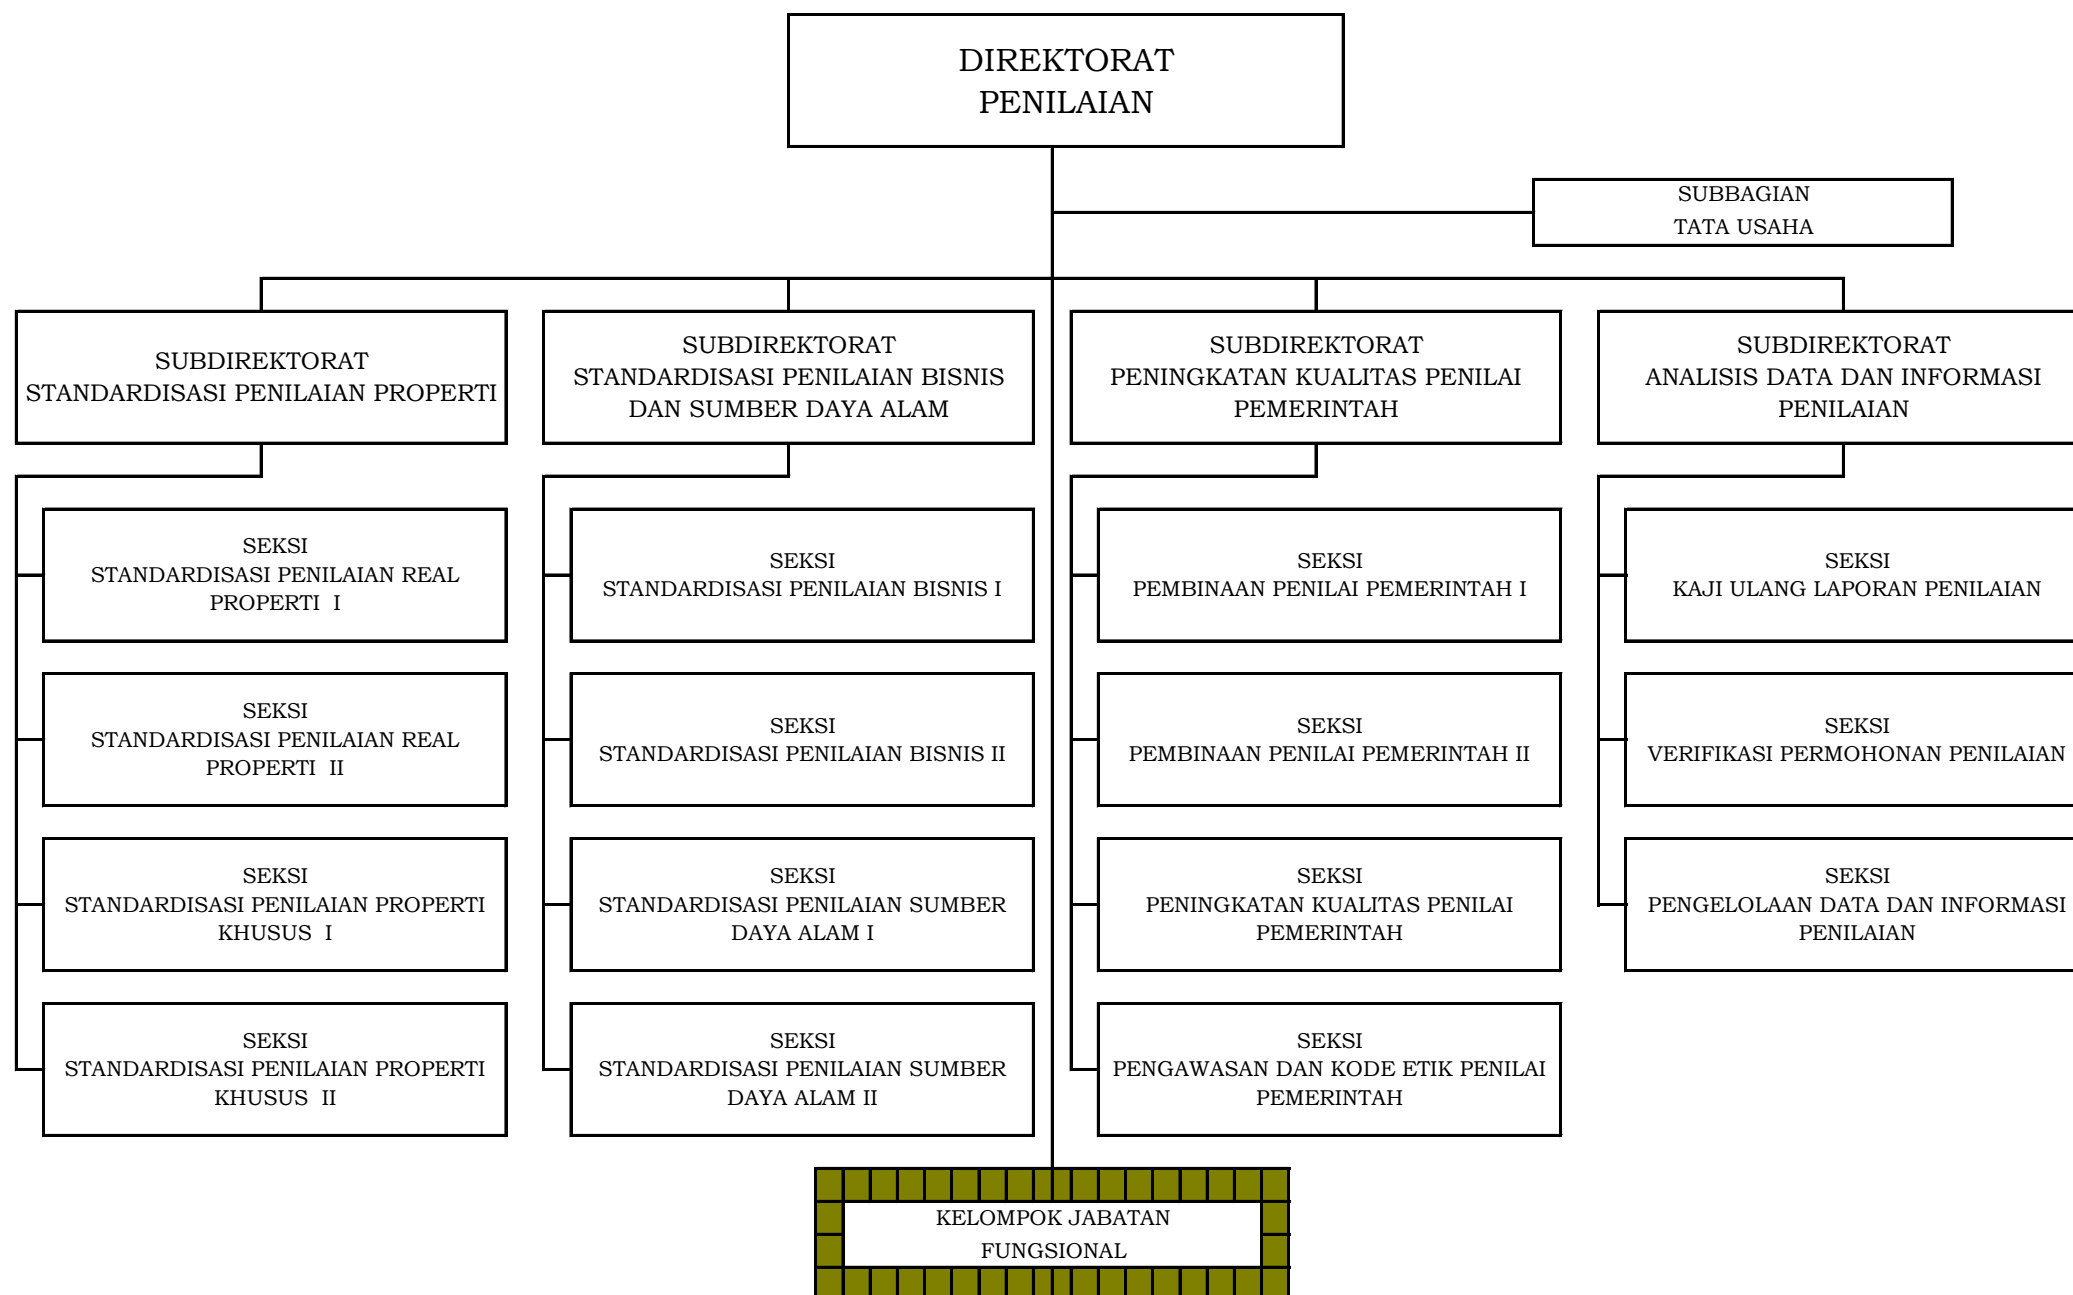 DIREKTORAT
PENILAIAN
SUBBAGIAN
TATA USAHA
SUBDIREKTORAT
STANDARDISASI PENILAIAN PROPERTI
SUBDIREKTORAT
STANDARDISASI PENILAIAN BISNIS
DAN SUMBER DAYA ALAM
SUBDIREKTORAT
PENINGKATAN KUALITAS PENILAI
PEMERINTAH
SUBDIREKTORAT
ANALISIS DATA DAN INFORMASI
PENILAIAN
SEKSI
STANDARDISASI PENILAIAN REAL
PROPERTI I
SEKSI
STANDARDISASI PENILAIAN BISNIS I
SEKSI
PEMBINAAN PENILAI PEMERINTAH I
SEKSI
KAJI ULANG LAPORAN PENILAIAN
SEKSI
STANDARDISASI PENILAIAN REAL
PROPERTI II
SEKSI
STANDARDISASI PENILAIAN BISNIS II
SEKSI
PEMBINAAN PENILAI PEMERINTAH II
SEKSI
VERIFIKASI PERMOHONAN PENILAIAN
SEKSI
STANDARDISASI PENILAIAN PROPERTI
KHUSUS I
SEKSI
STANDARDISASI PENILAIAN SUMBER
DAYA ALAM I
SEKSI
PENINGKATAN KUALITAS PENILAI
PEMERINTAH
SEKSI
PENGELOLAAN DATA DAN INFORMASI
PENILAIAN
SEKSI
STANDARDISASI PENILAIAN PROPERTI
KHUSUS II
SEKSI
STANDARDISASI PENILAIAN SUMBER
DAYA ALAM II
SEKSI
PENGAWASAN DAN KODE ETIK PENILAI
PEMERINTAH
KELOMPOK JABATAN
FUNGSIONAL